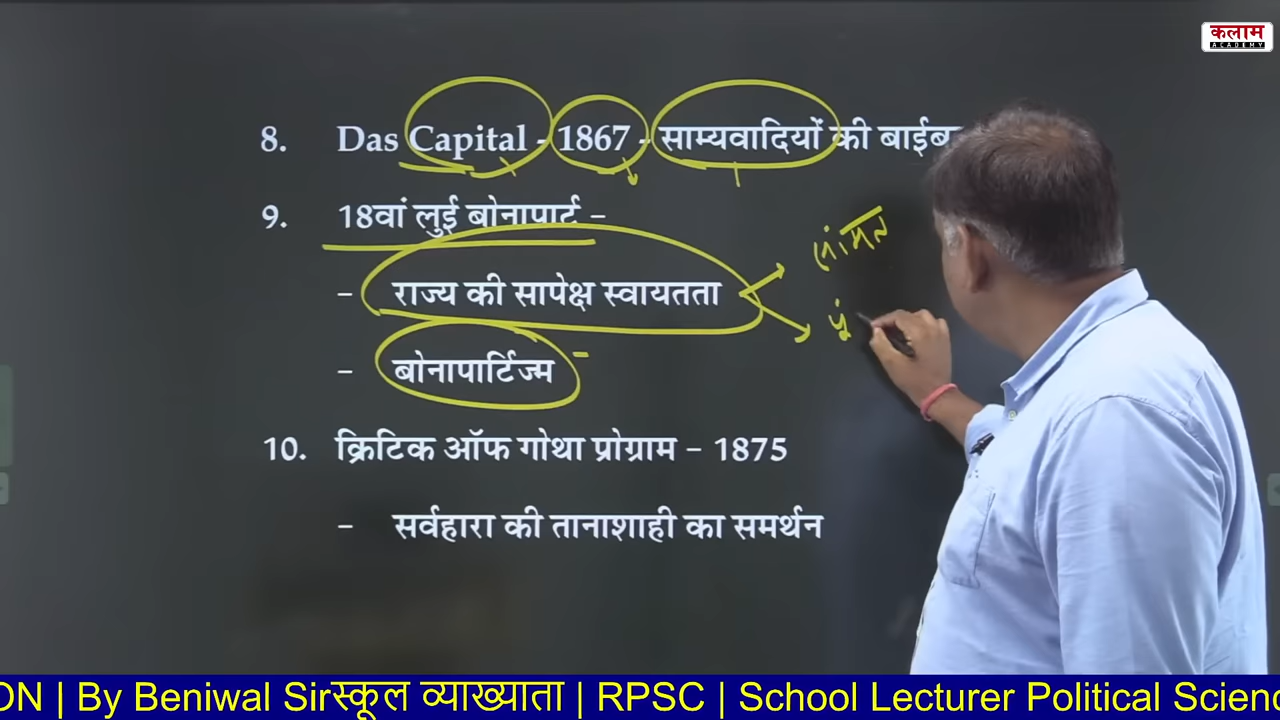 कलाम
ACADEMY
8. Das Capital - 1867 - साम्यवादियों की बाईब
9. 18वां लुई बोनापार्ट –
– राज्य की सापेक्ष स्वायतता
– बोनापार्टिज्म
10. क्रिटिक ऑफ गोथा प्रोग्राम – 1875
– सर्वहारा की तानाशाही का समर्थन
ON | By Beniwal Sirस्कूल व्याख्याता | RPSC | School Lecturer Political Scienc